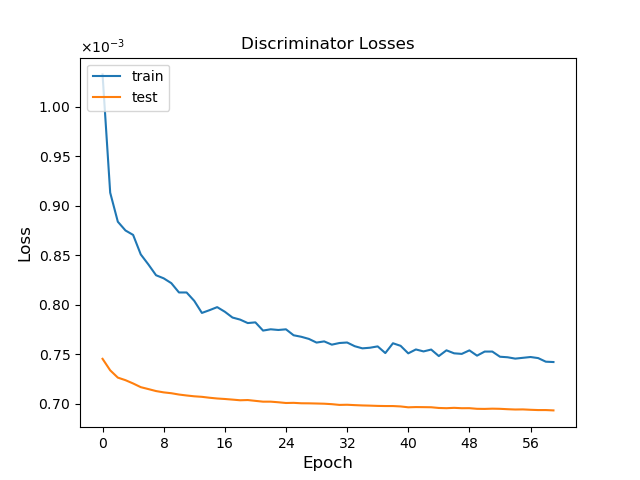 ×10⁻³
Discriminator Losses
train
test
1.00
0.95
0.90
0.85
0.80
0.75
0.70
Loss
0 8 16 24 32 40 48 56
Epoch